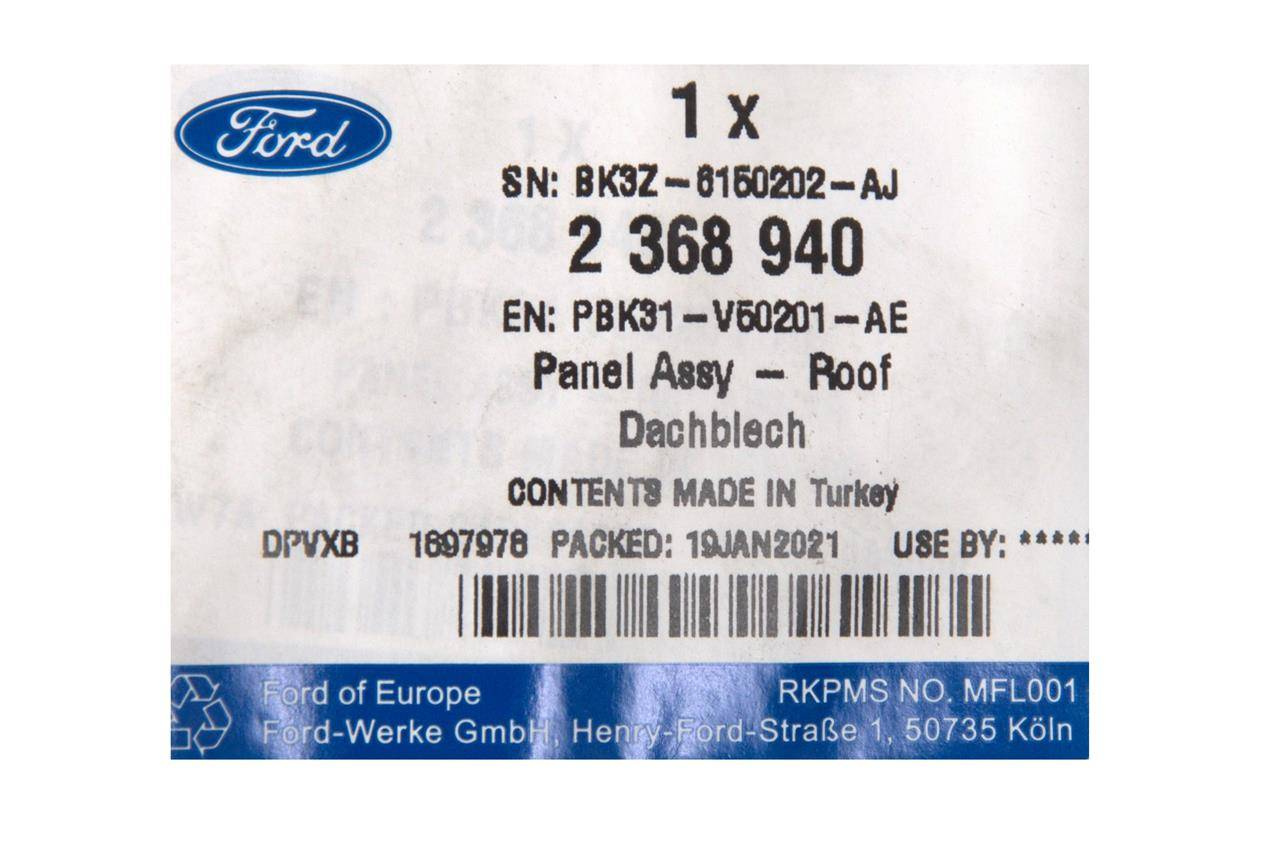 Ford
1 x
SN: BK3Z-6150202-AJ
2 368 940
EN: PBK31-V50201-AE
Panel Assy - Roof
Dachblech
CONTENTS MADE IN Turkey
DPVXB 1697978 PACKED: 19JAN2021 USE BY: *****
Ford of Europe RKPMS NO. MFL001
Ford-Werke GmbH, Henry-Ford-Straße 1, 50735 Köln